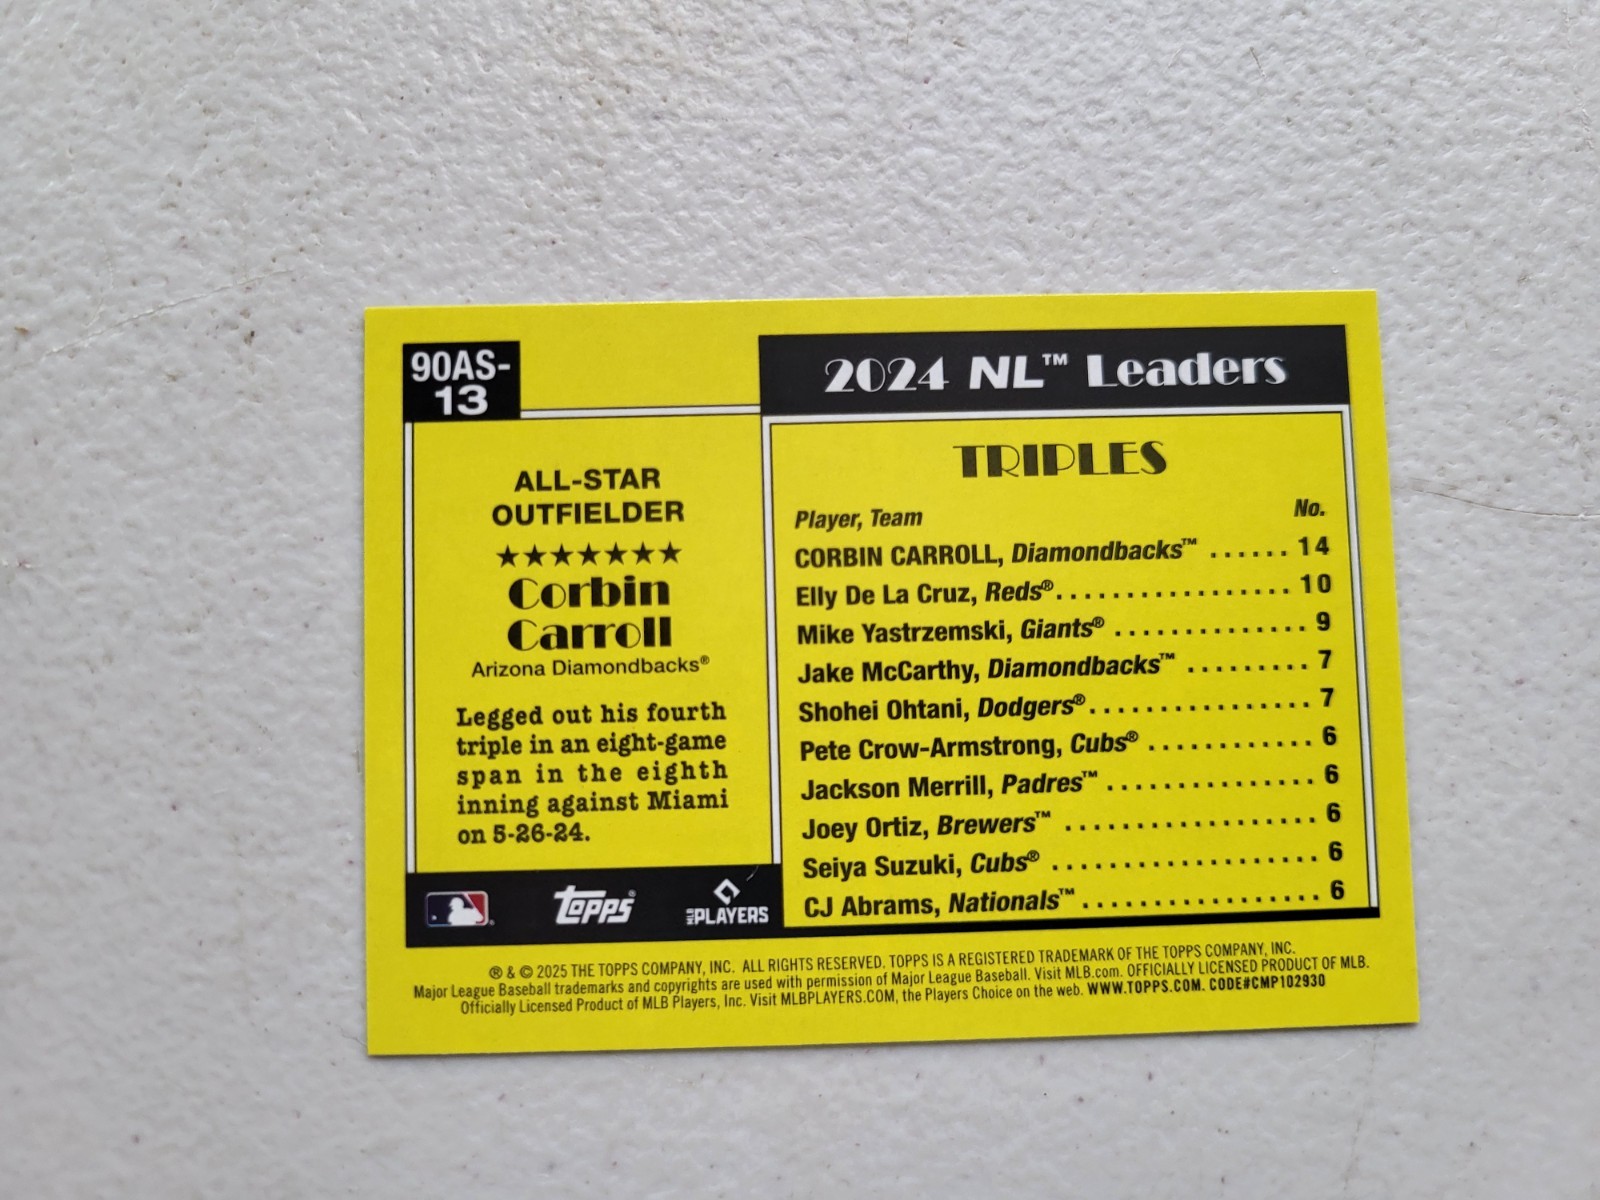 90AS-
13
ALL-STAR
OUTFIELDER
★★★★★★★
Corbin
Carroll
Arizona Diamondbacks®
Legged out his fourth
triple in an eight-game
span in the eighth
inning against Miami
on 5-26-24.
topps®
MLB PLAYERS
2024 NL™ Leaders
TRIPLES
Player, Team No.
CORBIN CARROLL, Diamondbacks™ ...... 14
Elly De La Cruz, Reds®................. 10
Mike Yastrzemski, Giants® .............. 9
Jake McCarthy, Diamondbacks™ ......... 7
Shohei Ohtani, Dodgers®................ 7
Pete Crow-Armstrong, Cubs® ............ 6
Jackson Merrill, Padres™ ............... 6
Joey Ortiz, Brewers™ .................. 6
Seiya Suzuki, Cubs® ................... 6
CJ Abrams, Nationals™ ................. 6
® & © 2025 THE TOPPS COMPANY, INC. ALL RIGHTS RESERVED. TOPPS IS A REGISTERED TRADEMARK OF THE TOPPS COMPANY, INC.
Major League Baseball trademarks and copyrights are used with permission of Major League Baseball. Visit MLB.com. OFFICIALLY LICENSED PRODUCT OF MLB.
Officially Licensed Product of MLB Players, Inc. Visit MLBPLAYERS.COM, the Players Choice on the web. WWW.TOPPS.COM. CODE#CMP102930